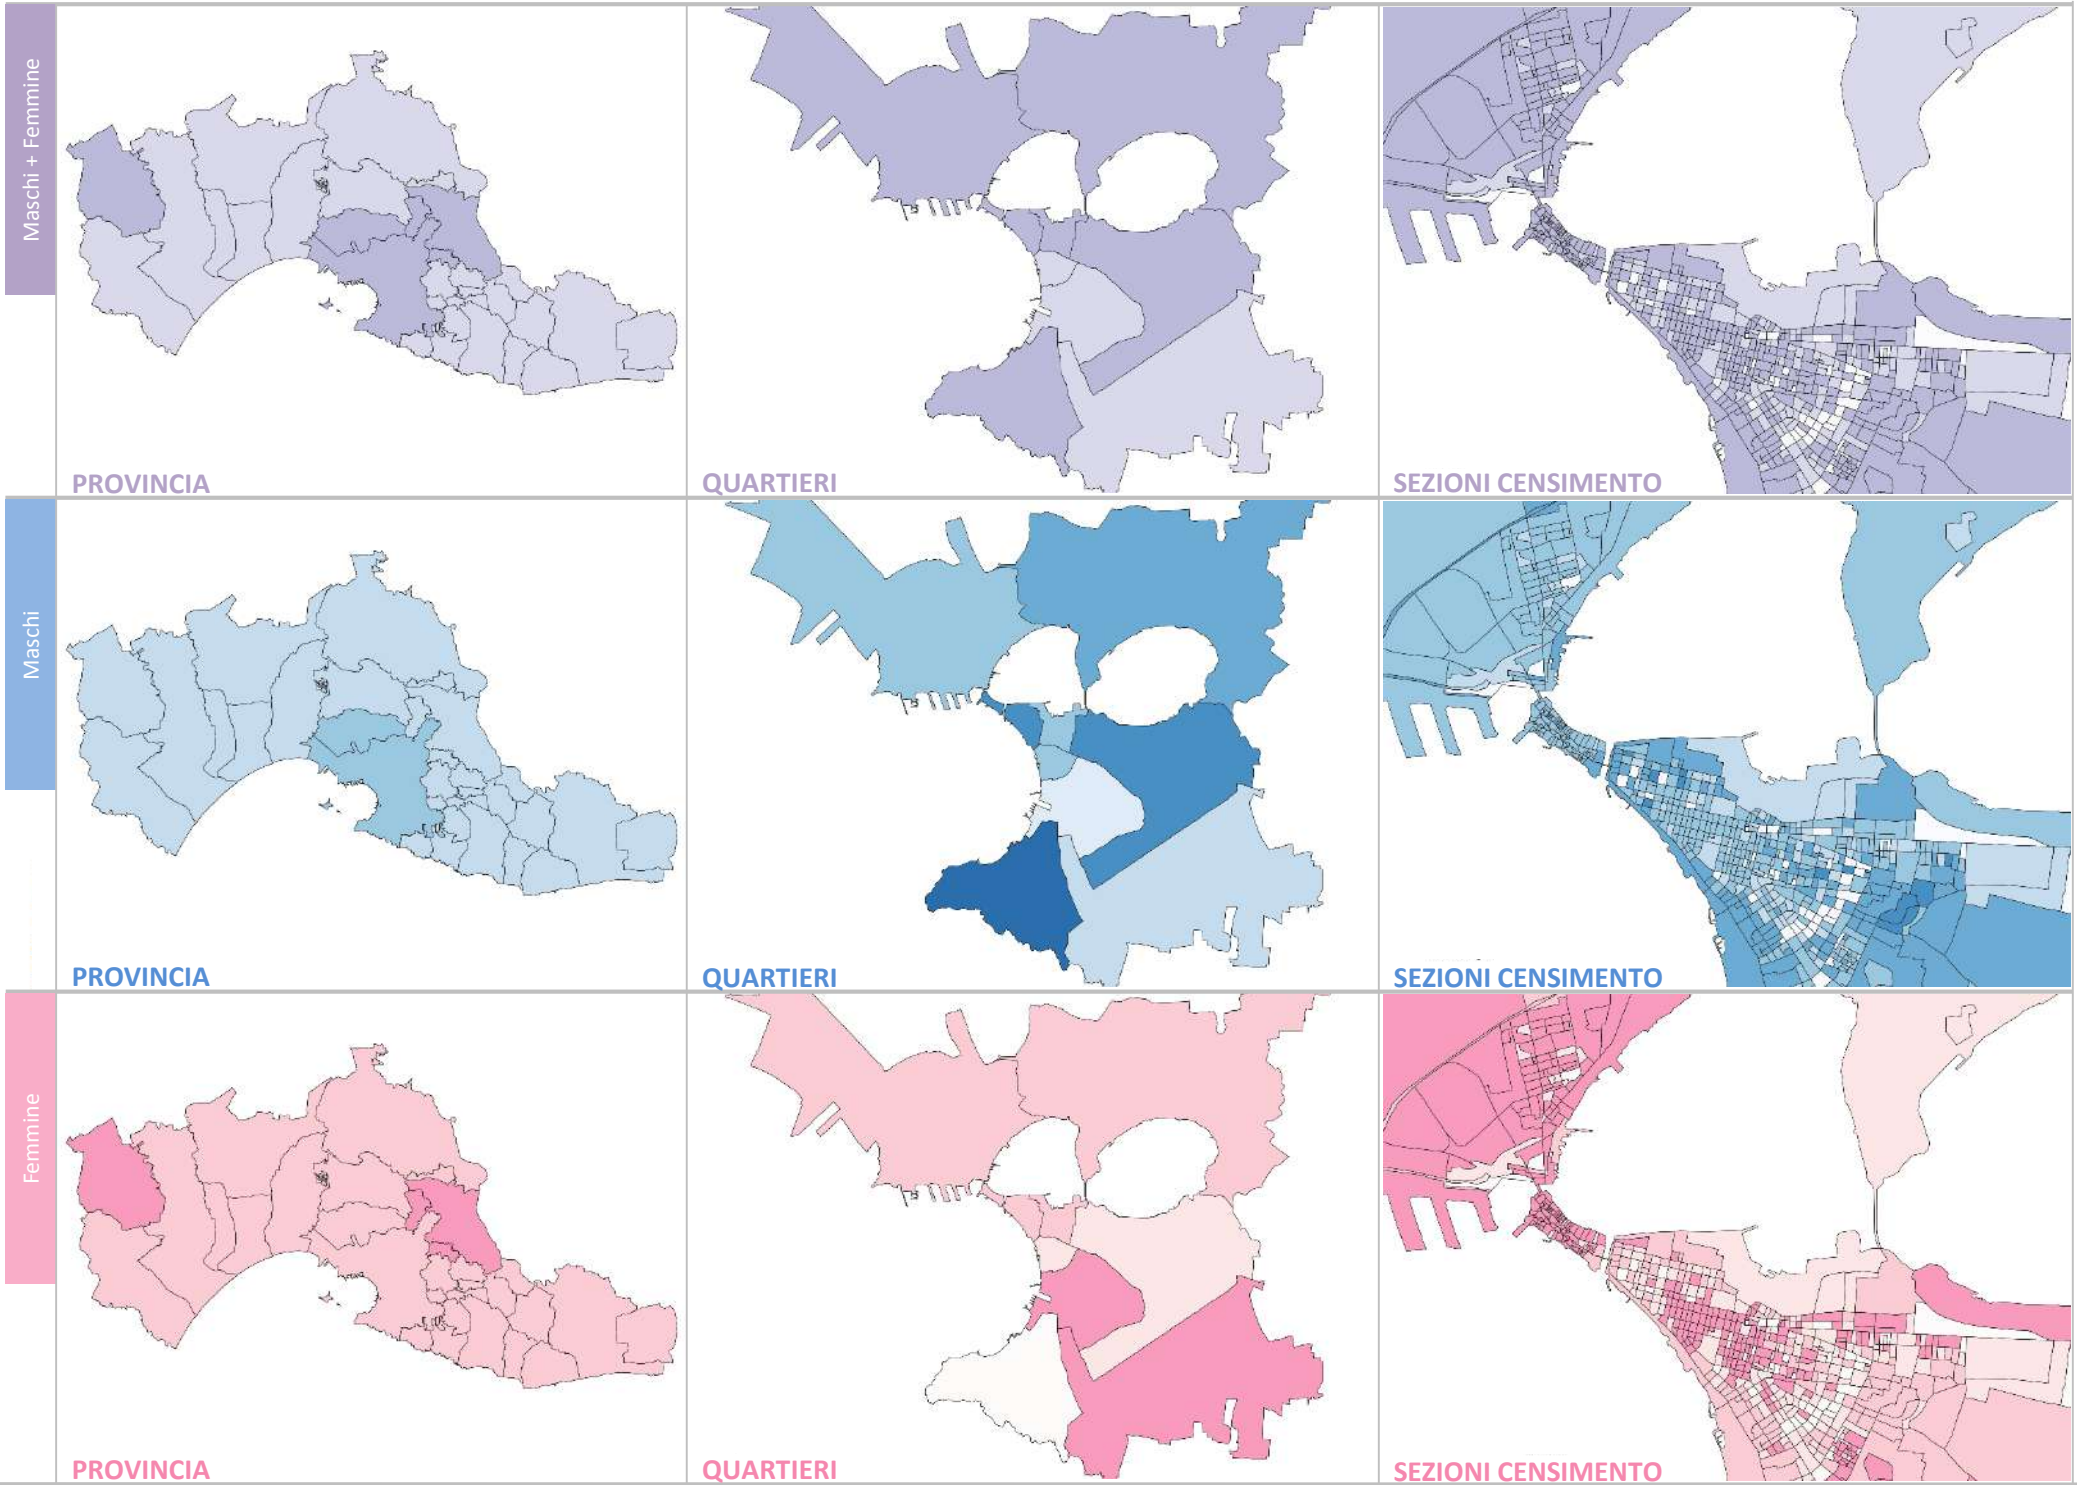 Maschi + Femmine
PROVINCIA
QUARTIERI
SEZIONI CENSIMENTO
Maschi
PROVINCIA
QUARTIERI
SEZIONI CENSIMENTO
Femmine
PROVINCIA
QUARTIERI
SEZIONI CENSIMENTO